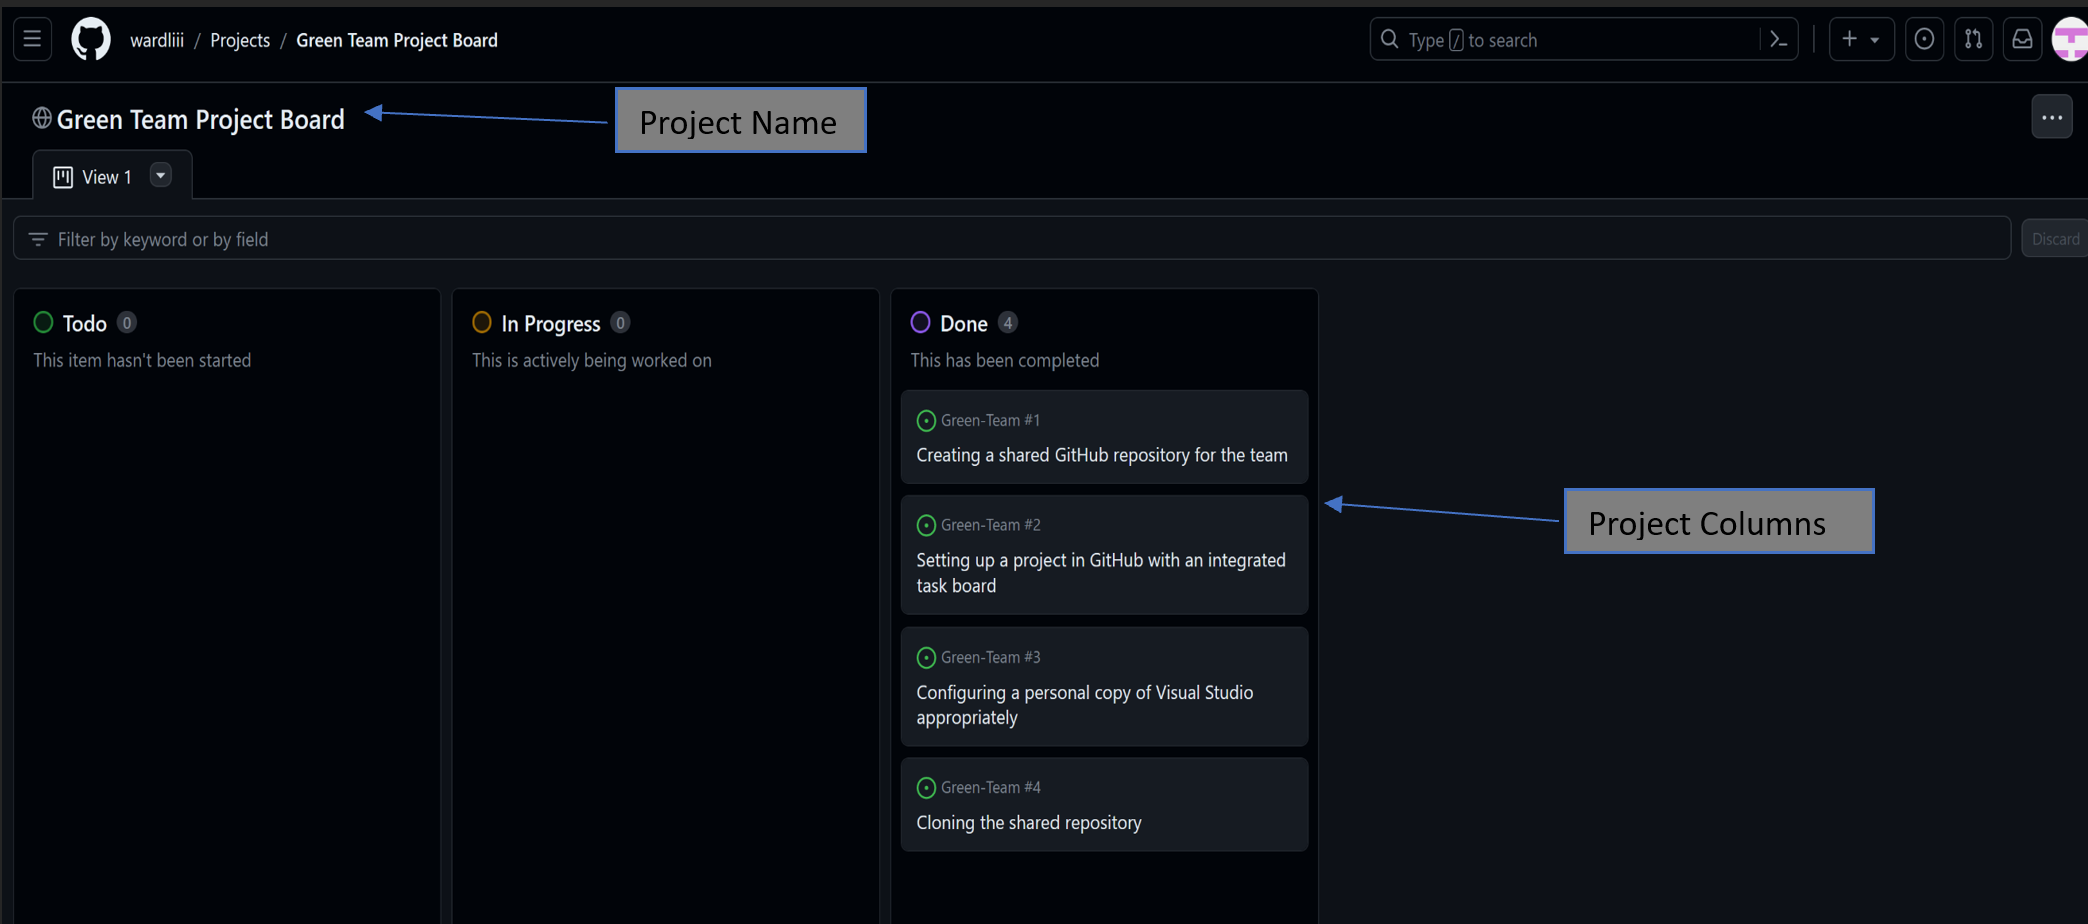 wardliii / Projects / Green Team Project Board
Type / to search
Green Team Project Board
Project Name
View 1
Filter by keyword or by field
Discard
Todo 0
This item hasn't been started
In Progress 0
This is actively being worked on
Done 4
This has been completed
Green-Team #1
Creating a shared GitHub repository for the team
Green-Team #2
Setting up a project in GitHub with an integrated
task board
Project Columns
Green-Team #3
Configuring a personal copy of Visual Studio
appropriately
Green-Team #4
Cloning the shared repository